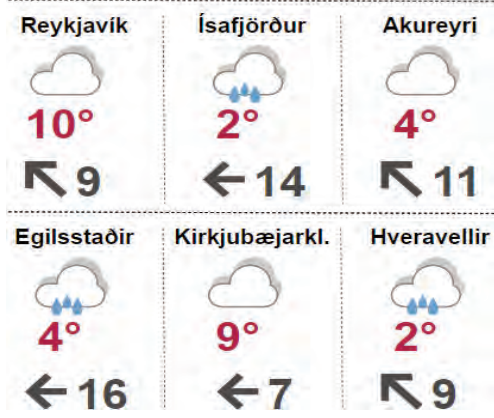 Reykjavík Ísafjörður Akureyri
10° 2° 4°
9 14 11
Egilsstaðir Kirkjubæjarkl. Hveravellir
4° 9° 2°
16 7 9